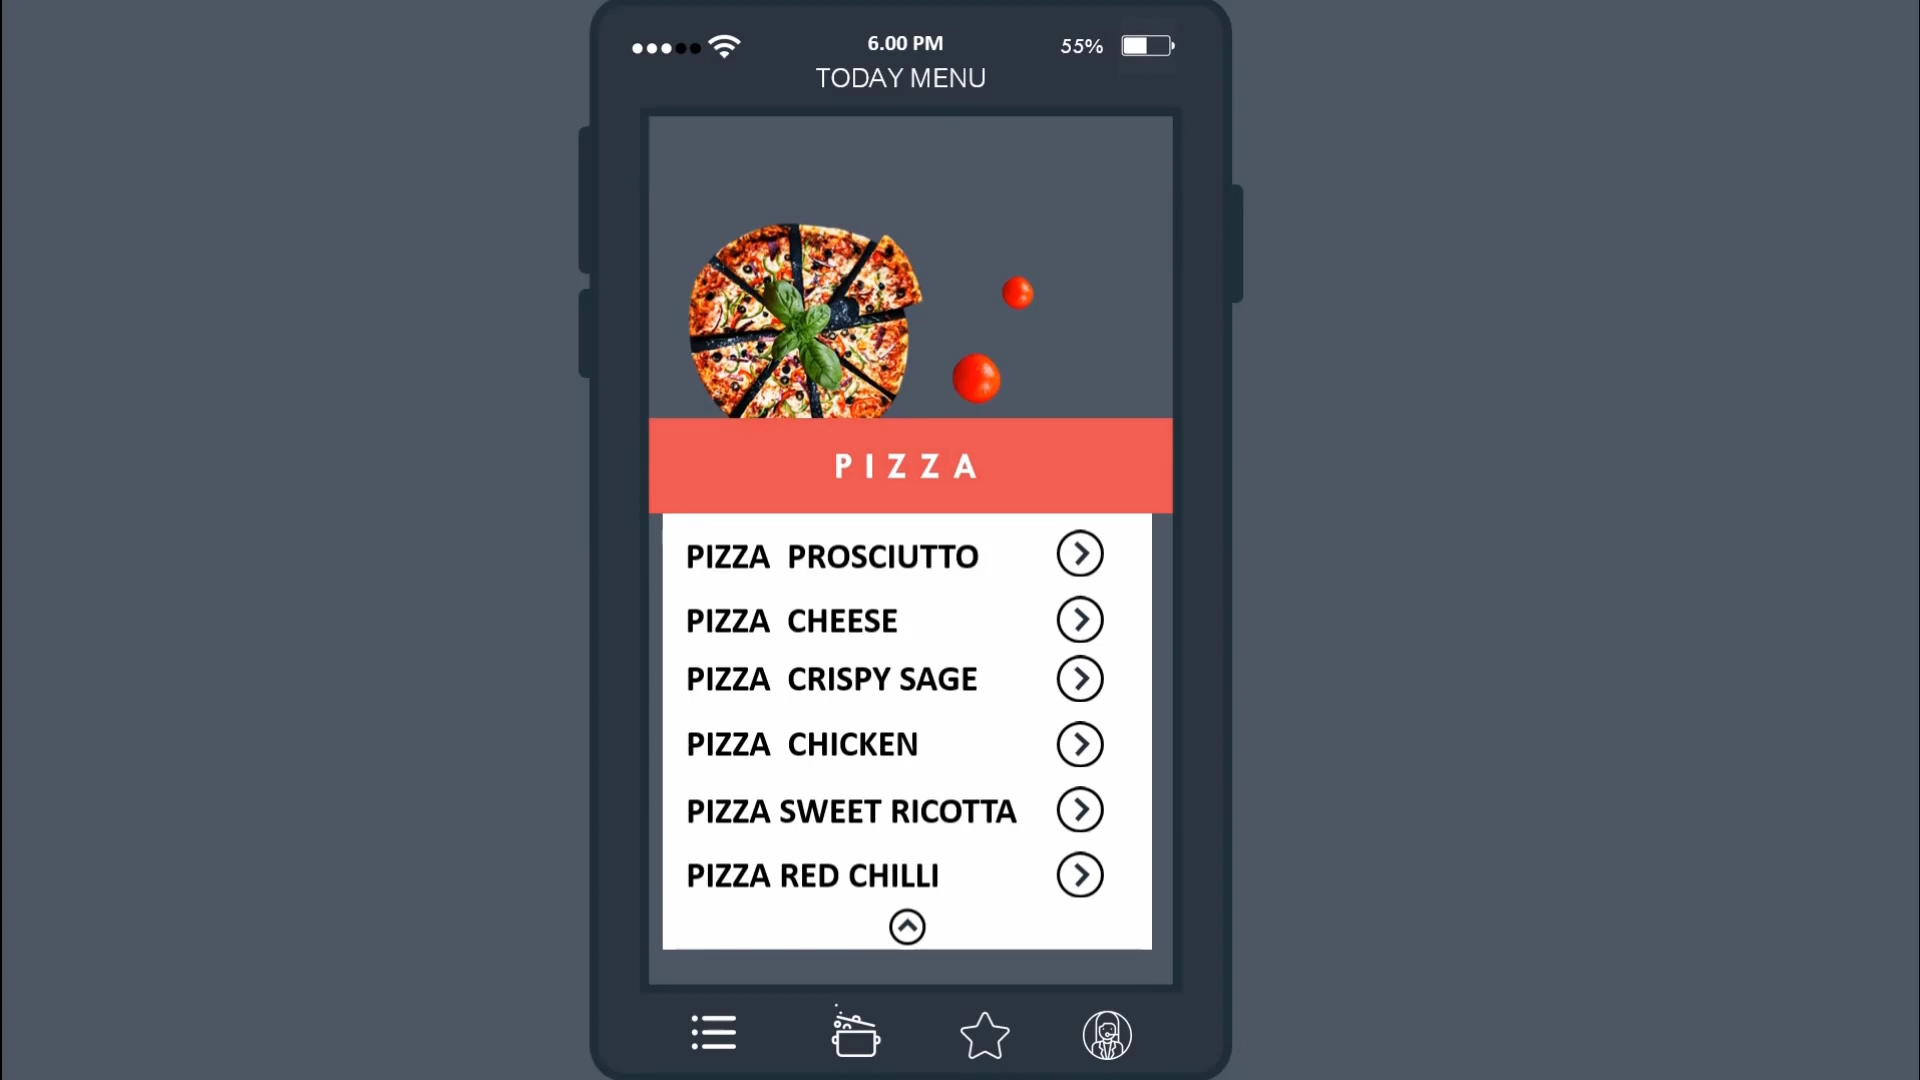 6.00 PM
55%
TODAY MENU
PIZZA
PIZZA PROSCIUTTO
PIZZA CHEESE
PIZZA CRISPY SAGE
PIZZA CHICKEN
PIZZA SWEET RICOTTA
PIZZA RED CHILLI